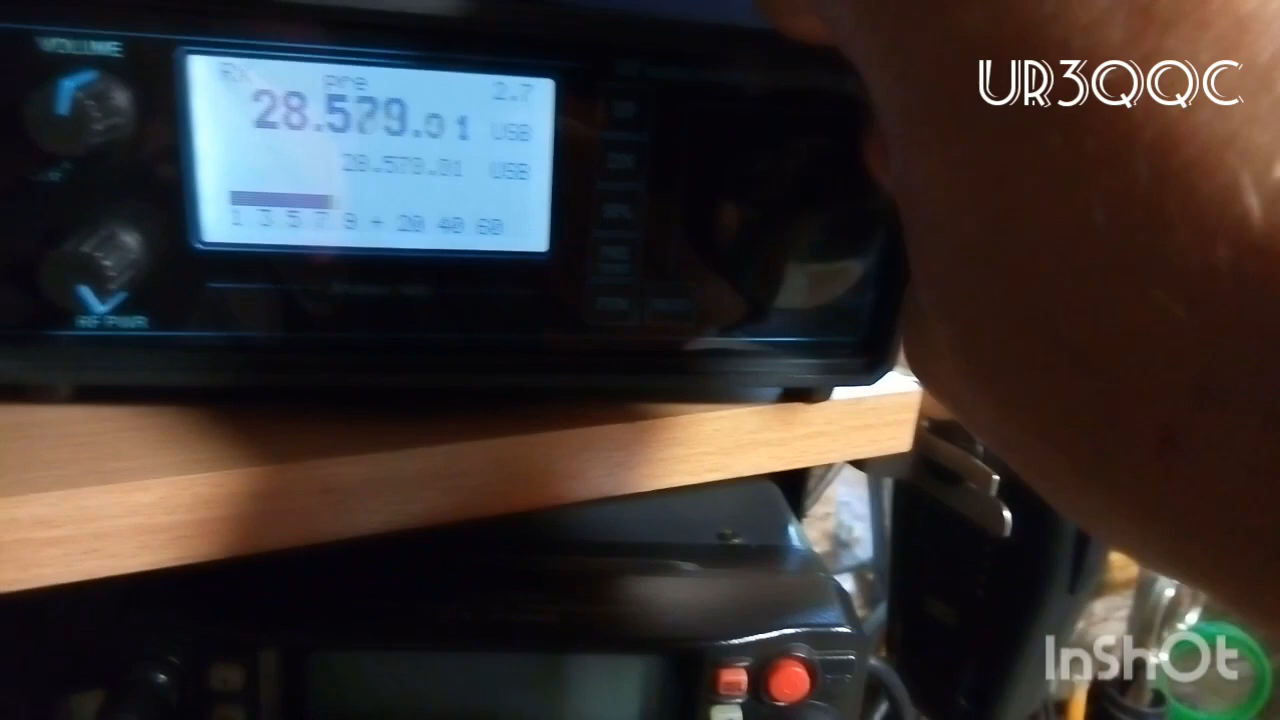 VOLUME
UR3QQC
RX pre 2.7
28.579.01 USB
28.579.01 USB
1 3 5 7 9 + 20 40 60
RF PWR
InShOt